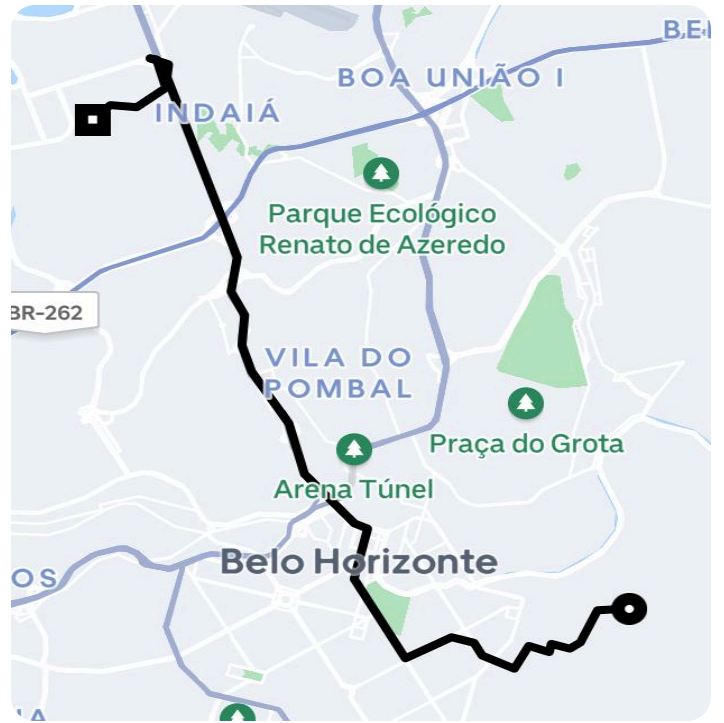 BOA UNIÃO I
INDAIÁ
Parque Ecológico
Renato de Azeredo
BR-262
VILA DO
POMBAL
Praça do Grota
Arena Túnel
Belo Horizonte
OS